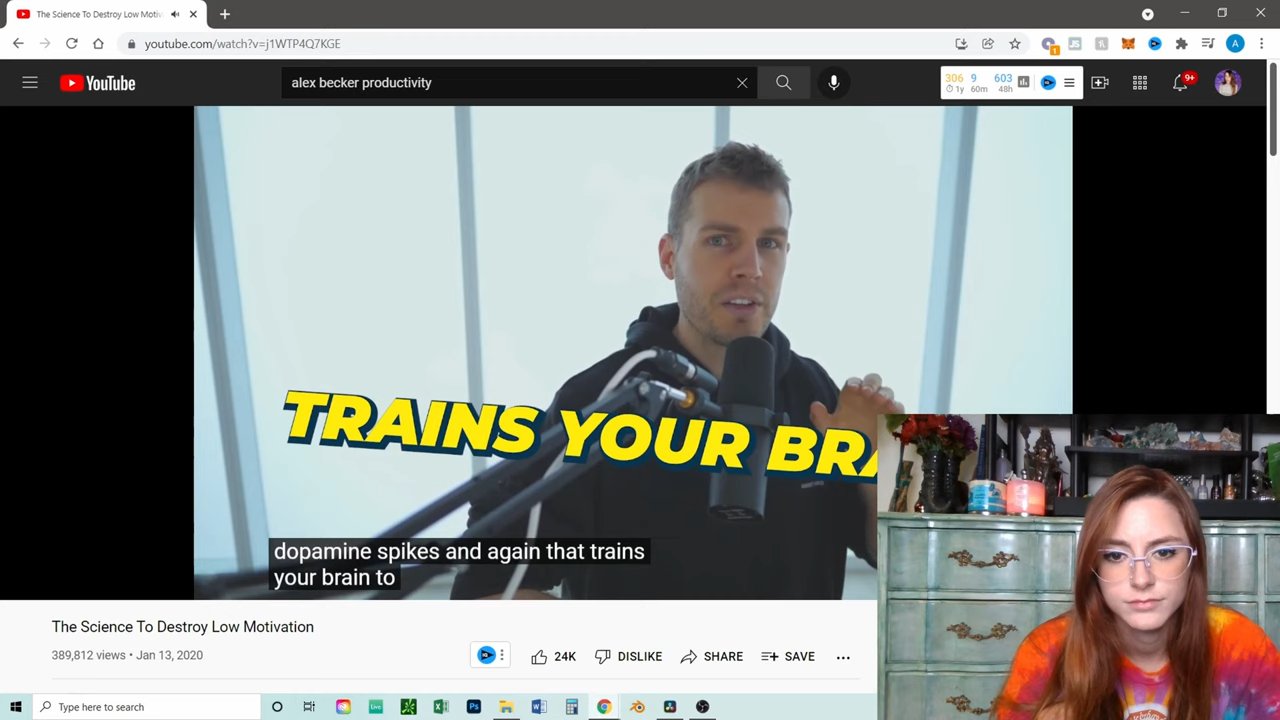 The Science To Destroy Low Motiv
youtube.com/watch?v=j1WTP4Q7KGE
YouTube
alex becker productivity
306 9 603
1y 60m 48h
9+
A
TRAINS YOUR BRA
dopamine spikes and again that trains
your brain to
The Science To Destroy Low Motivation
389,812 views • Jan 13, 2020
24K
DISLIKE
SHARE
SAVE
Type here to search